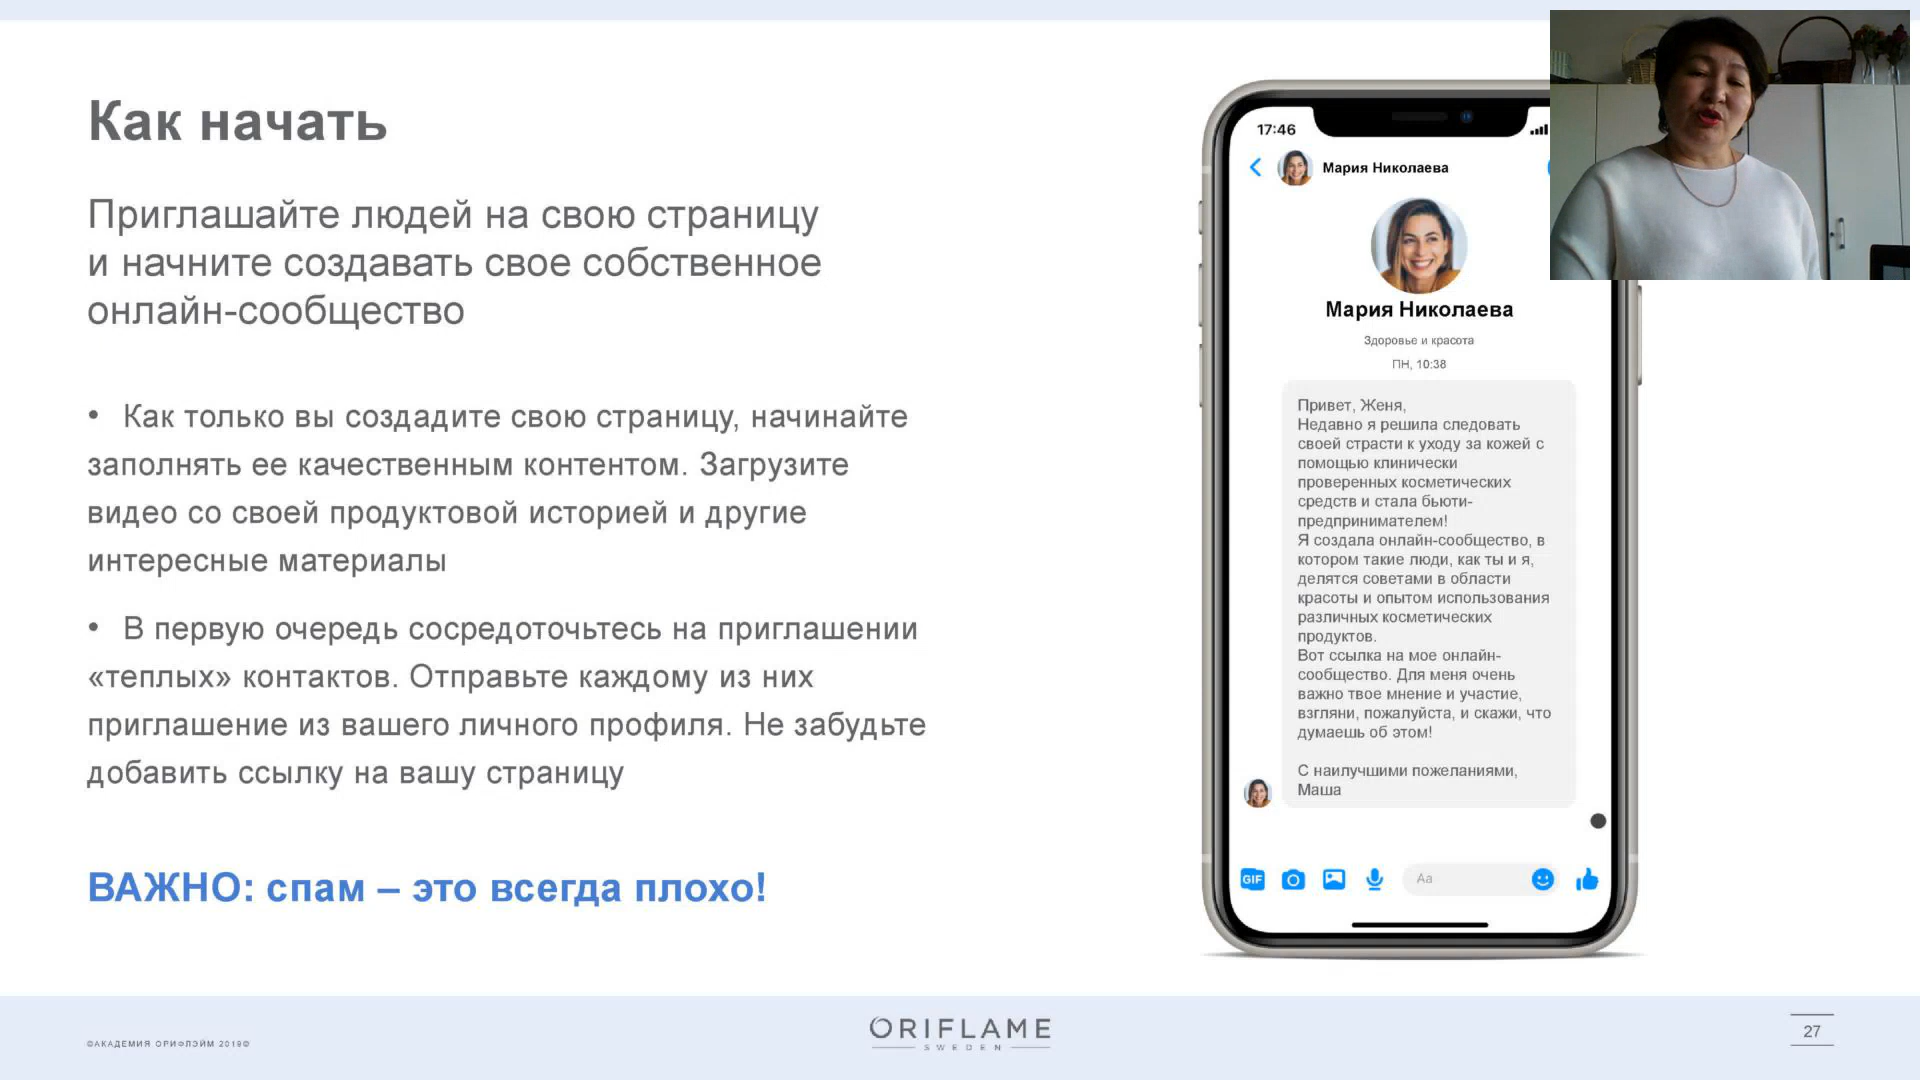 Как начать
Приглашайте людей на свою страницу
и начните создавать свое собственное
онлайн-сообщество
• Как только вы создадите свою страницу, начинайте
заполнять ее качественным контентом. Загрузите
видео со своей продуктовой историей и другие
интересные материалы
• В первую очередь сосредоточьтесь на приглашении
«теплых» контактов. Отправьте каждому из них
приглашение из вашего личного профиля. Не забудьте
добавить ссылку на вашу страницу
ВАЖНО: спам – это всегда плохо!
17:46
Мария Николаева
Мария Николаева
Здоровье и красота
ПН, 10:38
Привет, Женя,
Недавно я решила следовать
своей страсти к уходу за кожей с
помощью клинически
проверенных косметических
средств и стала бьюти-
предпринимателем!
Я создала онлайн-сообщество, в
котором такие люди, как ты и я,
делятся советами в области
красоты и опытом использования
различных косметических
продуктов.
Вот ссылка на мое онлайн-
сообщество. Для меня очень
важно твое мнение и участие,
взгляни, пожалуйста, и скажи, что
думаешь об этом!
С наилучшими пожеланиями,
Маша
GIF
Aa
©АКАДЕМИЯ ОРИФЛЭЙМ 2019©
ORIFLAME
SWEDEN
27